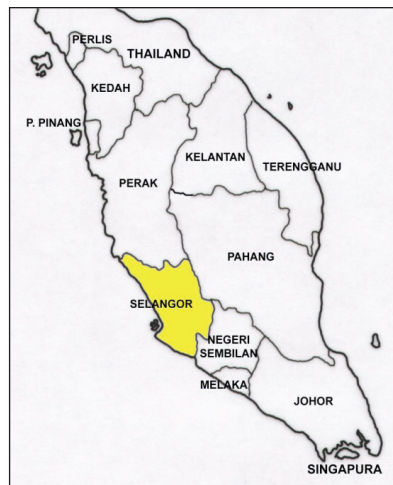 PERLIS
THAILAND
KEDAH
P. PINANG
KELANTAN
TERENGGANU
PERAK
PAHANG
SELANGOR
NEGERI
SEMBILAN
MELAKA
JOHOR
SINGAPURA